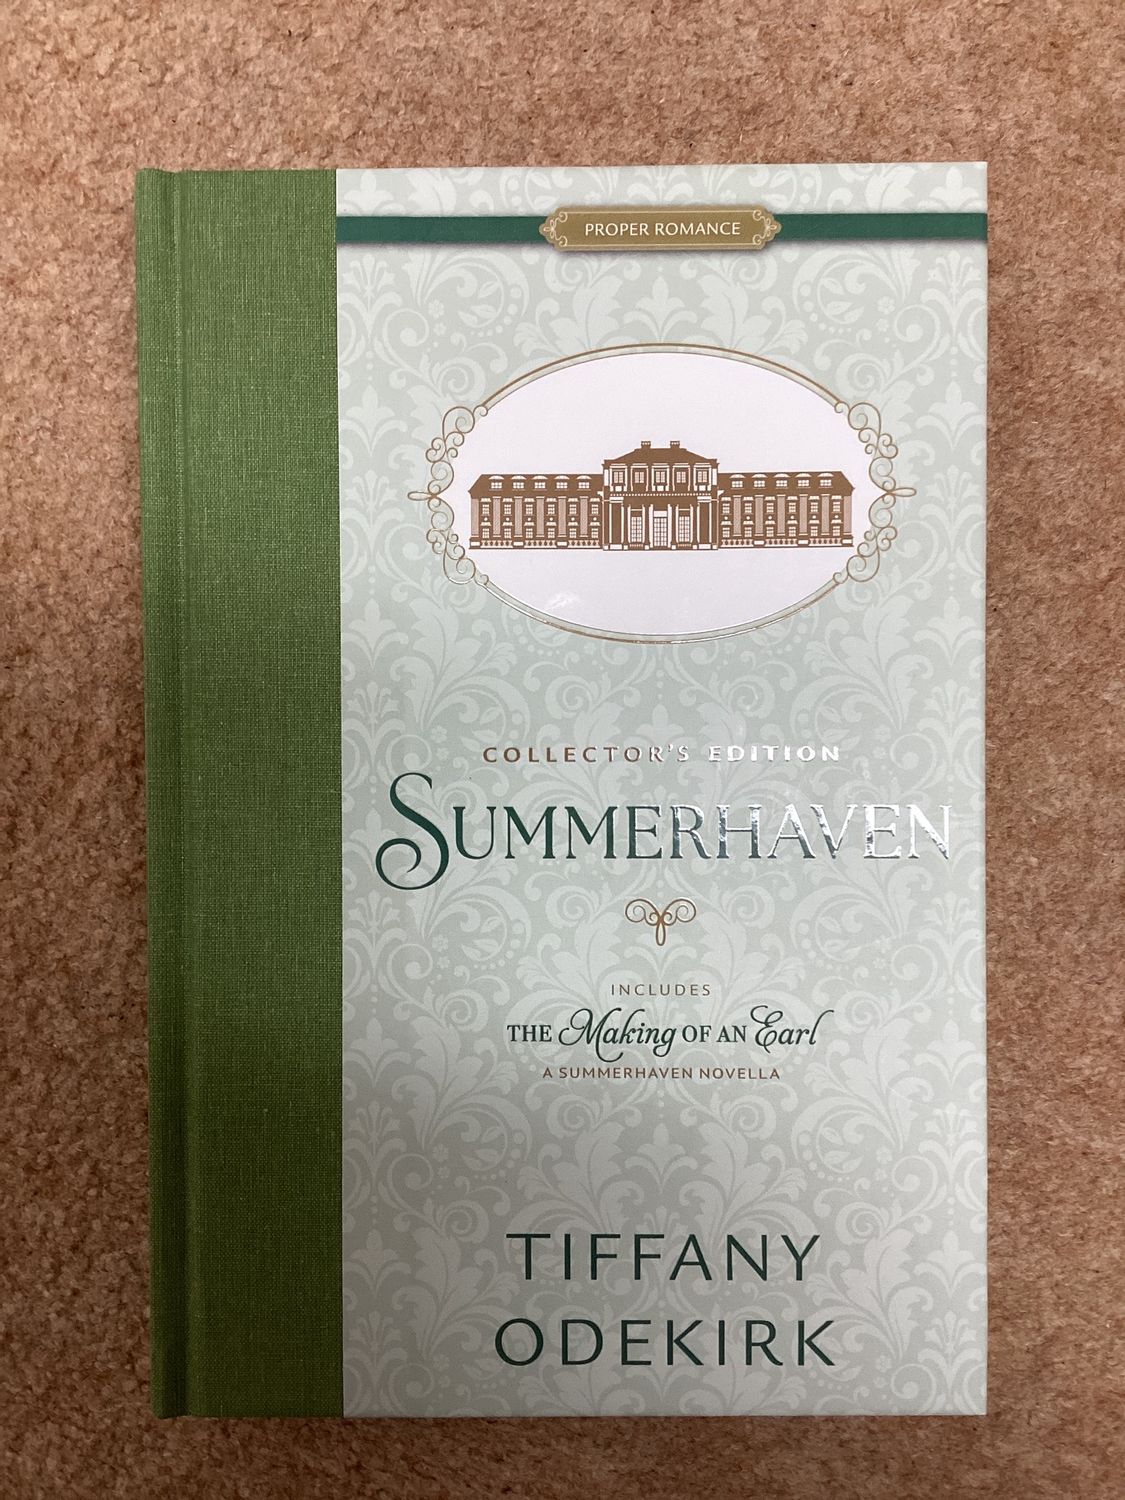 PROPER ROMANCE
COLLECTOR'S EDITION
SUMMERHAVEN
INCLUDES
THE Making OF AN Earl
A SUMMERHAVEN NOVELLA
TIFFANY
ODEKIRK